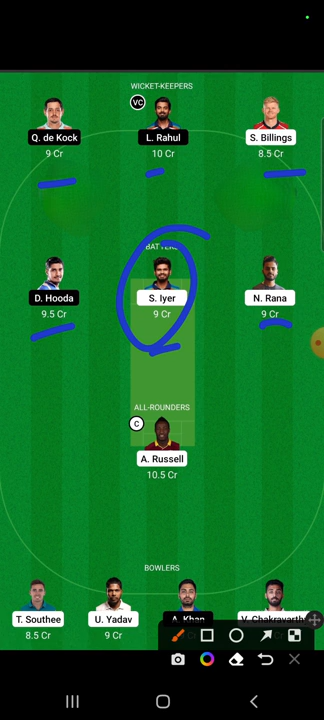 WICKET-KEEPERS
VC
Q. de Kock
L. Rahul
S. Billings
9 Cr
10 Cr
8.5 Cr
BATTERS
D. Hooda
S. Iyer
N. Rana
9.5 Cr
9 Cr
9 Cr
ALL-ROUNDERS
C
A. Russell
10.5 Cr
BOWLERS
T. Southee
U. Yadav
A. Khan
V. Chakravarthy
8.5 Cr
9 Cr